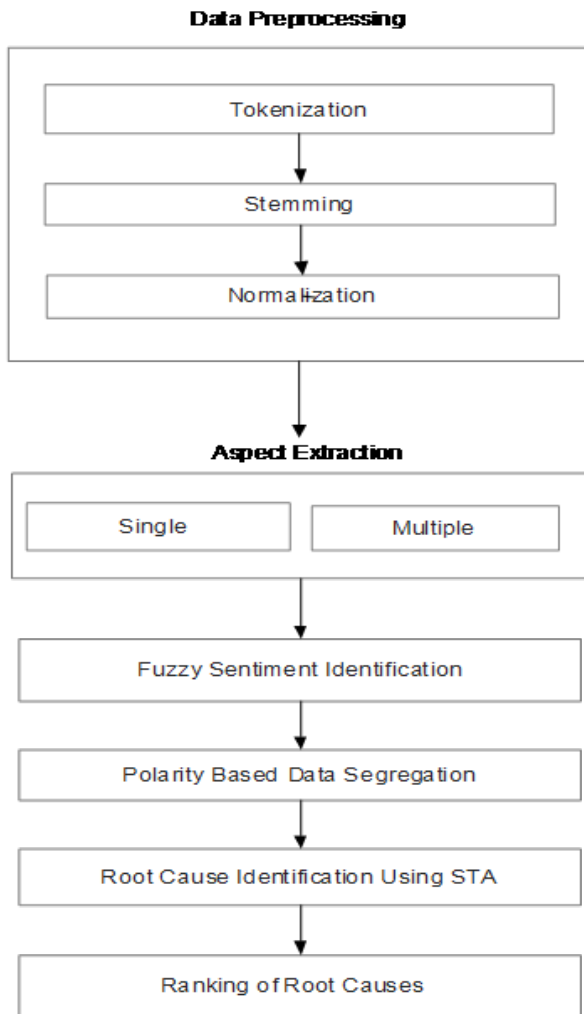 Data Preprocessing
Tokenization
Stemming
Normalization
Aspect Extraction
Single
Multiple
Fuzzy Sentiment Identification
Polarity Based Data Segregation
Root Cause Identification Using STA
Ranking of Root Causes